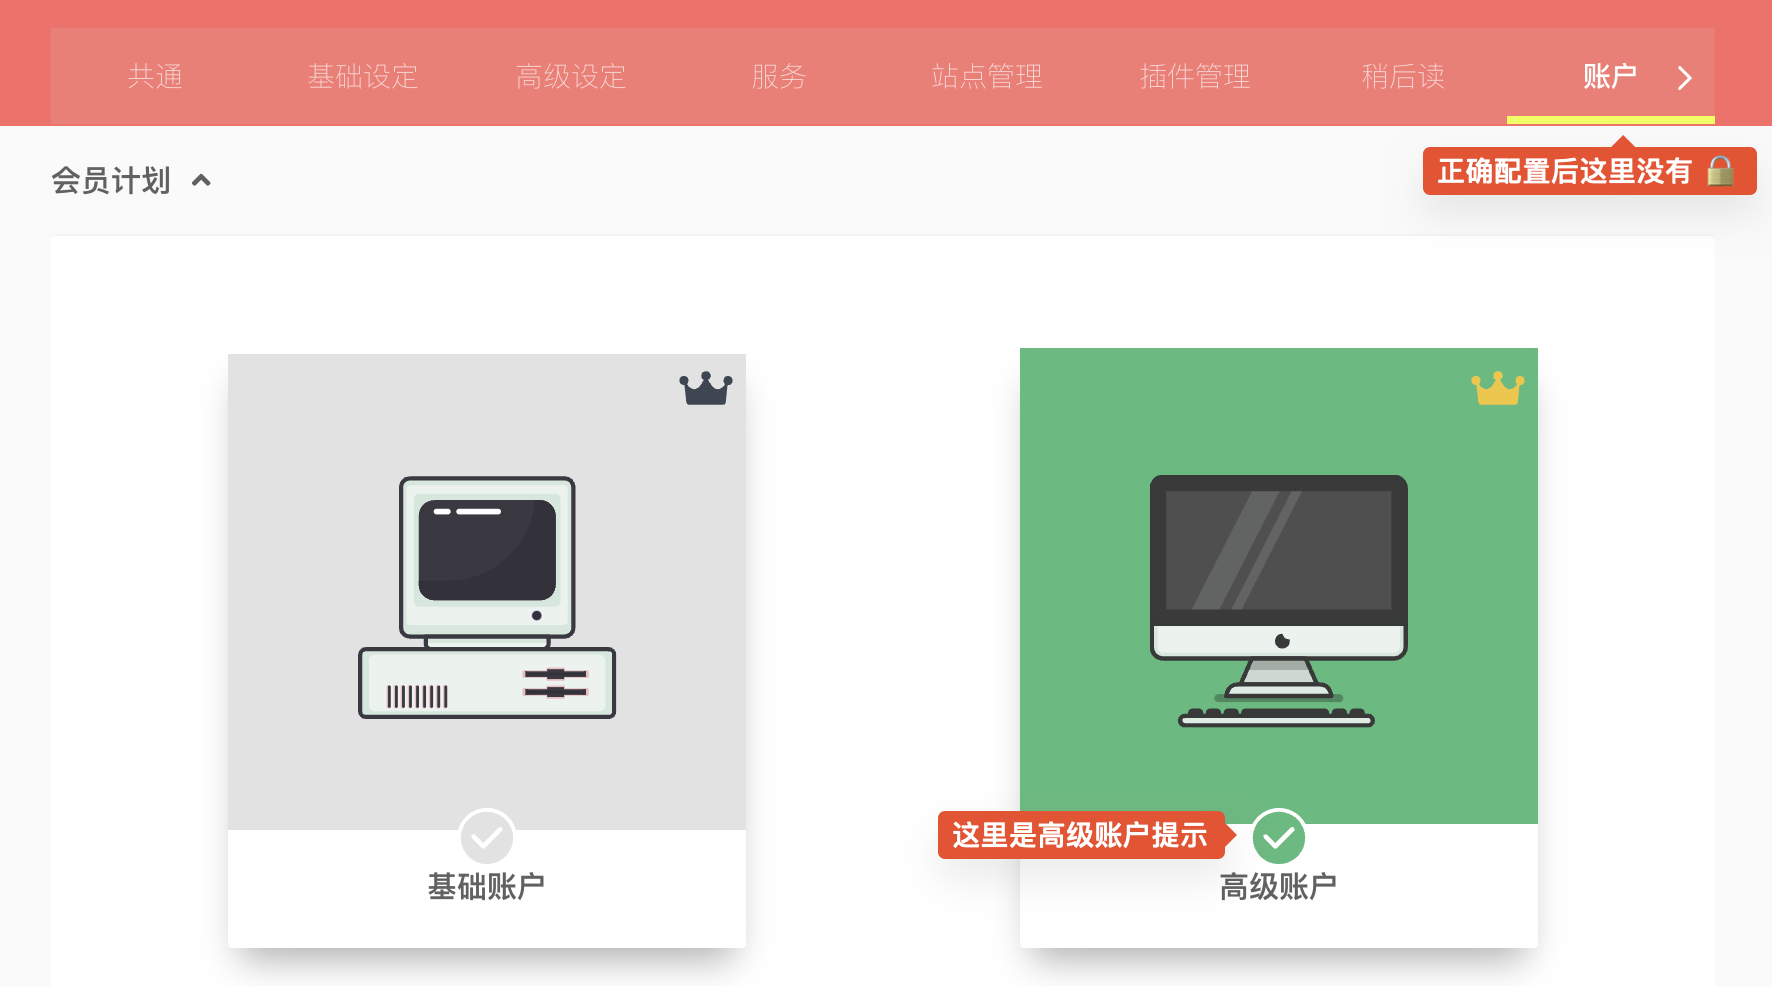 共通 基础设定 高级设定 服务 站点管理 插件管理 稍后读 账户
会员计划
正确配置后这里没有 🔒
这里是高级账户提示
基础账户
高级账户